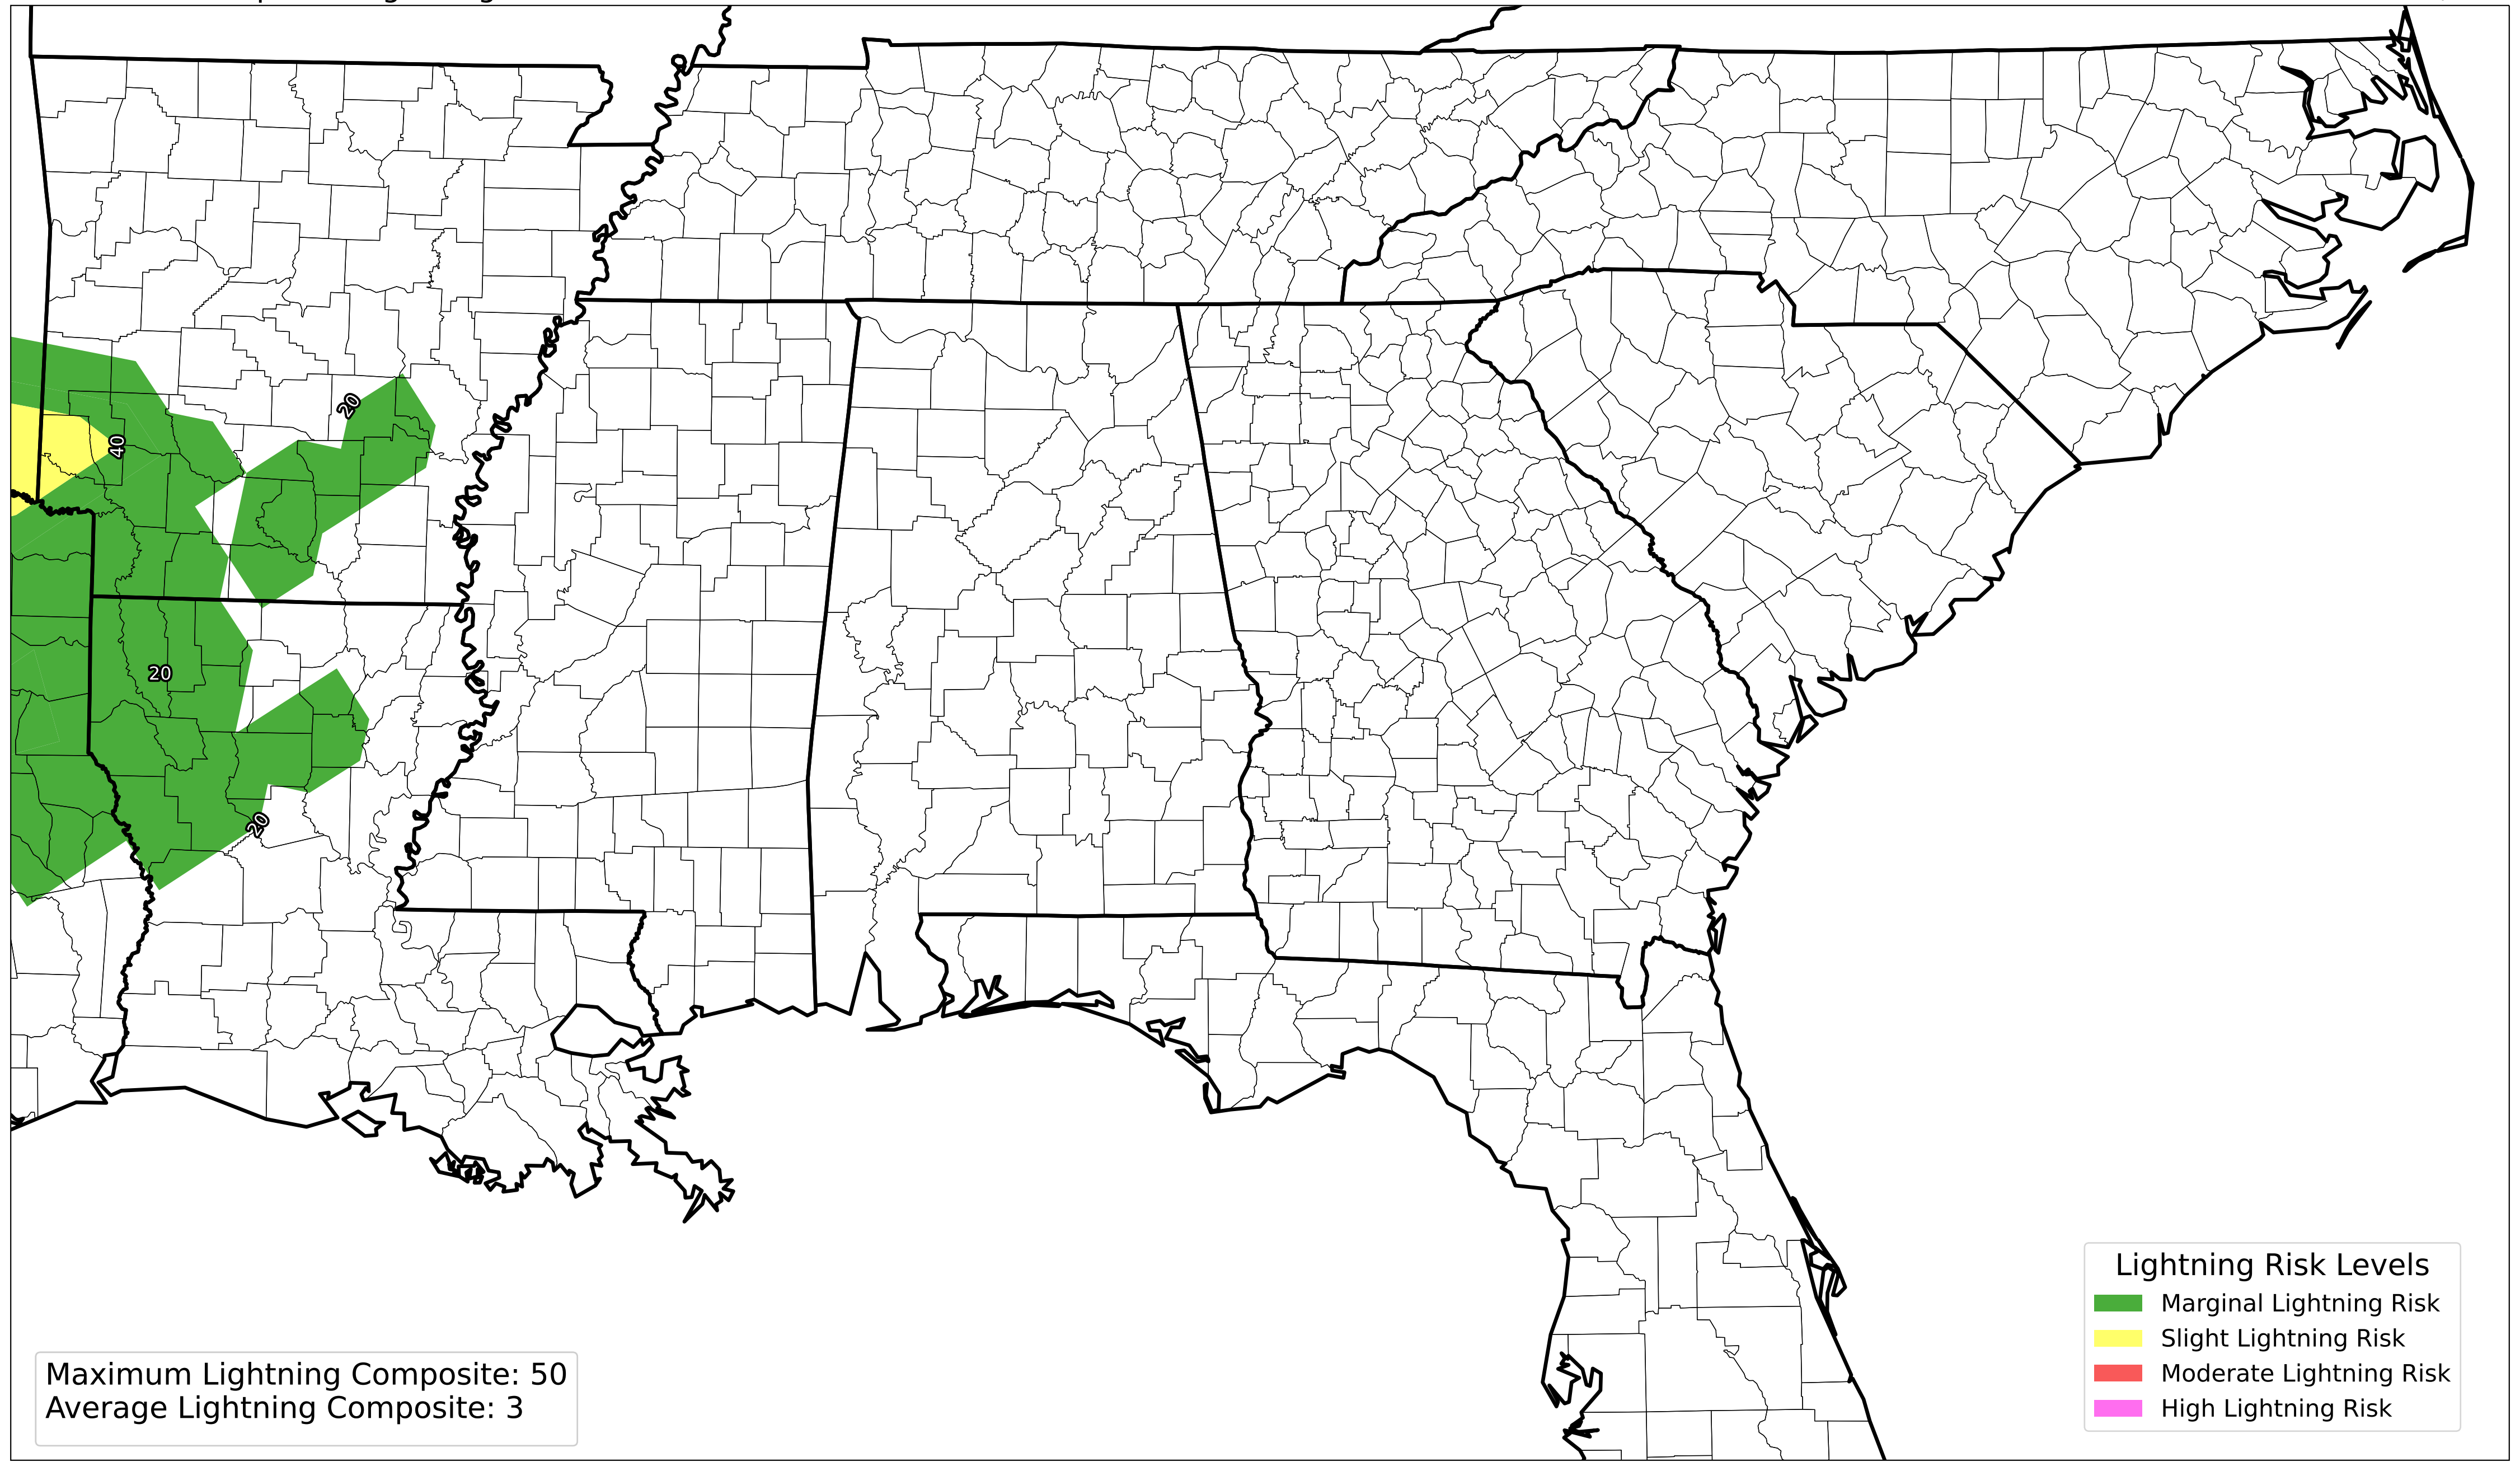 20
40
20
20
Lightning Risk Levels
Marginal Lightning Risk
Slight Lightning Risk
Moderate Lightning Risk
High Lightning Risk
Maximum Lightning Composite: 50
Average Lightning Composite: 3